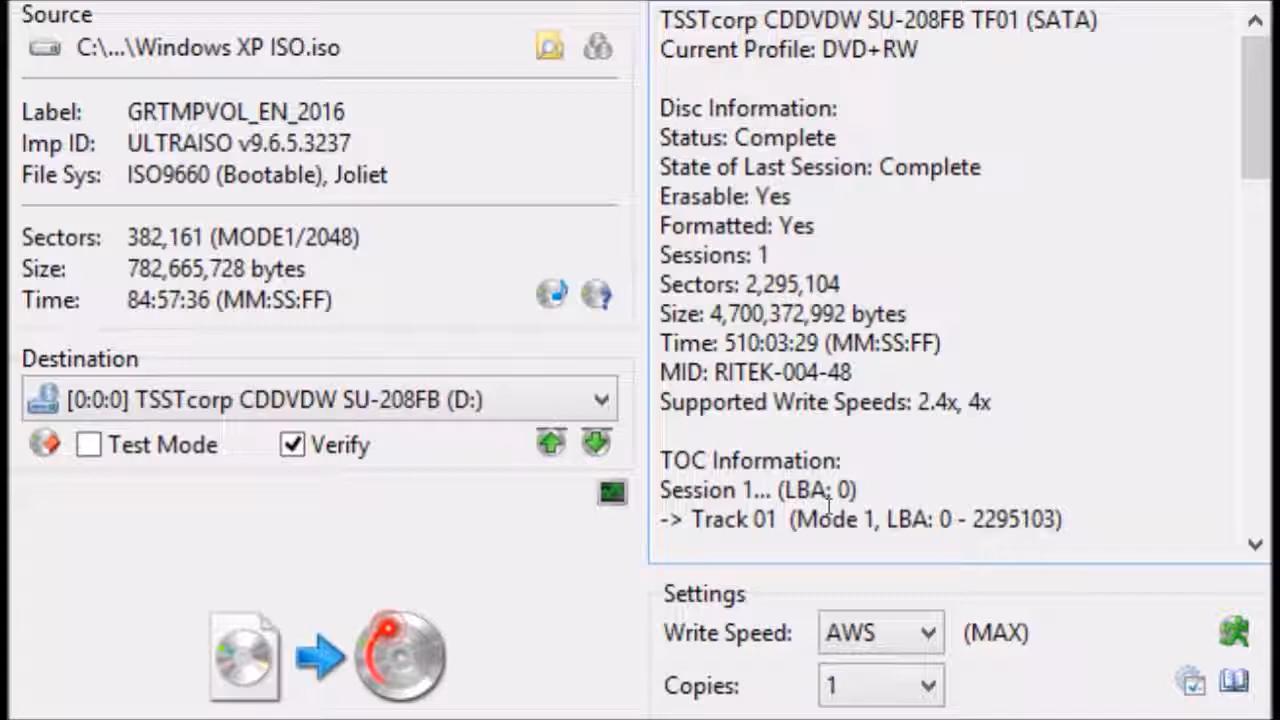 Source
C:\...\Windows XP ISO.iso
Label: GRTMPVOL_EN_2016
Imp ID: ULTRAISO v9.6.5.3237
File Sys: ISO9660 (Bootable), Joliet
Sectors: 382,161 (MODE1/2048)
Size: 782,665,728 bytes
Time: 84:57:36 (MM:SS:FF)
Destination
[0:0:0] TSSTcorp CDDVDW SU-208FB (D:)
Test Mode Verify
TSSTcorp CDDVDW SU-208FB TF01 (SATA)
Current Profile: DVD+RW
Disc Information:
Status: Complete
State of Last Session: Complete
Erasable: Yes
Formatted: Yes
Sessions: 1
Sectors: 2,295,104
Size: 4,700,372,992 bytes
Time: 510:03:29 (MM:SS:FF)
MID: RITEK-004-48
Supported Write Speeds: 2.4x, 4x
TOC Information:
Session 1... (LBA: 0)
-> Track 01 (Mode 1, LBA: 0 - 2295103)
Settings
Write Speed: AWS (MAX)
Copies: 1